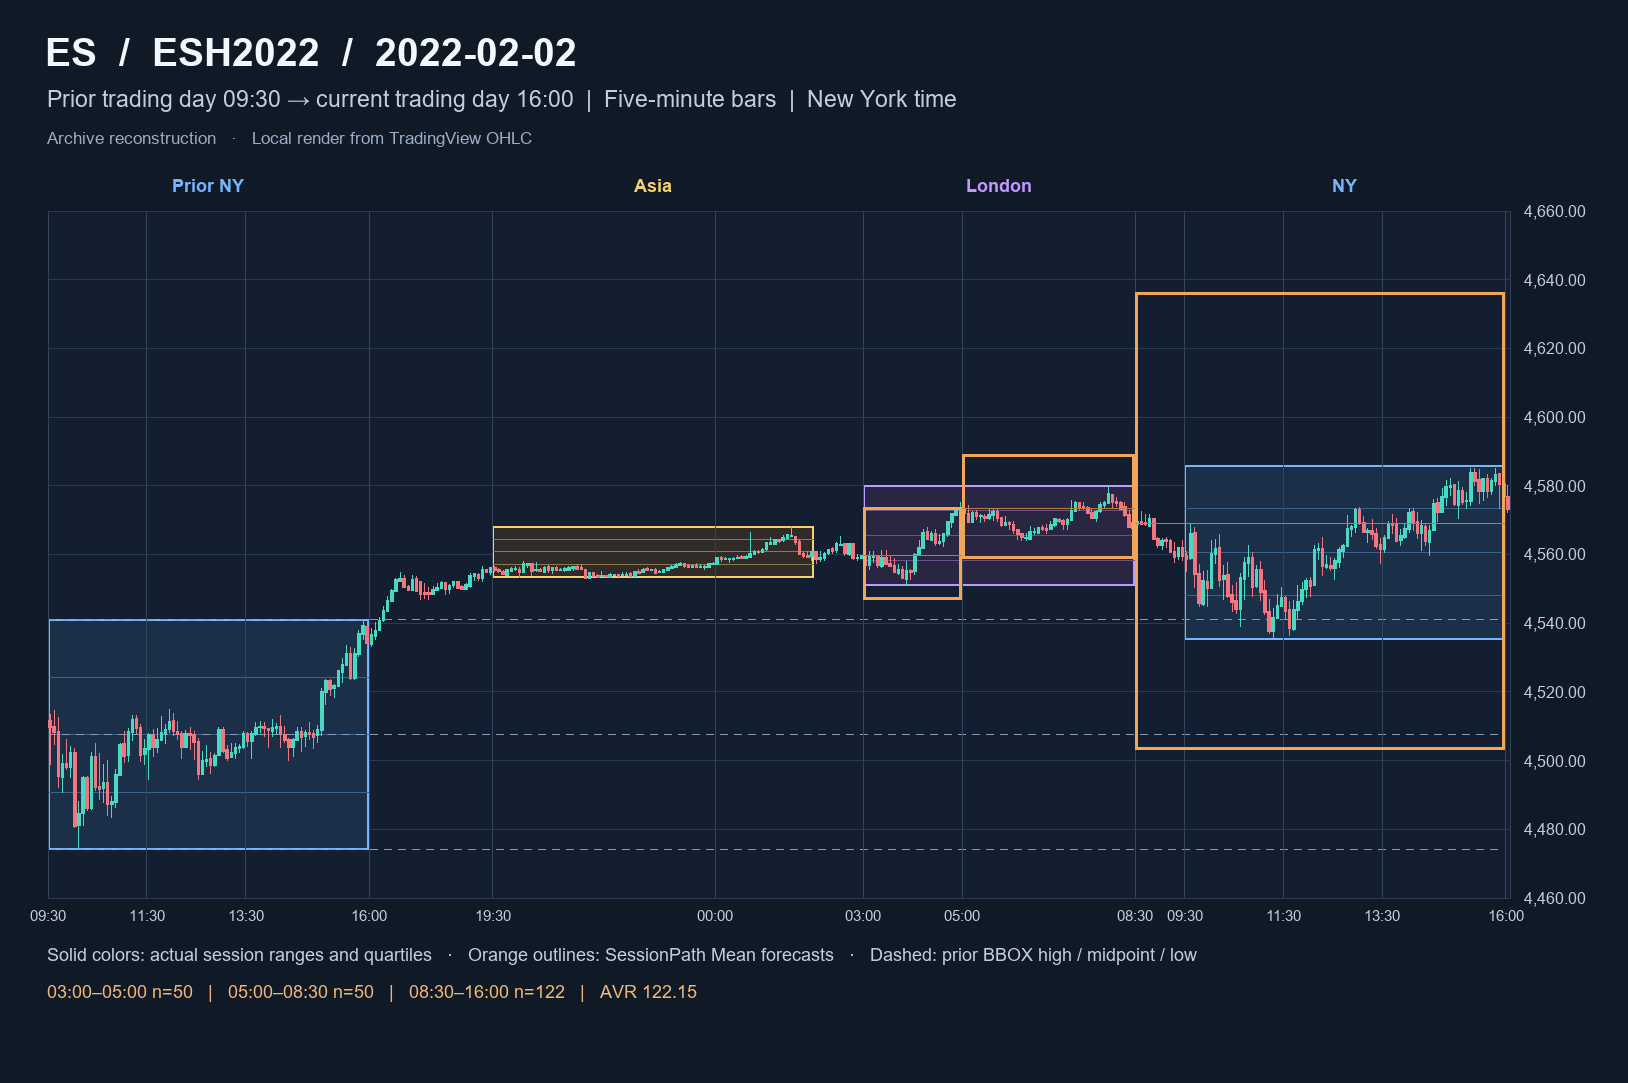 ES / ESH2022 / 2022-02-02
Prior trading day 09:30 → current trading day 16:00 | Five-minute bars | New York time
Archive reconstruction · Local render from TradingView OHLC
Prior NY Asia London NY
4,660.00
4,640.00
4,620.00
4,600.00
4,580.00
4,560.00
4,540.00
4,520.00
4,500.00
4,480.00
4,460.00
09:30 11:30 13:30 16:00 19:30 00:00 03:00 05:00 08:30 09:30 11:30 13:30 16:00
Solid colors: actual session ranges and quartiles · Orange outlines: SessionPath Mean forecasts · Dashed: prior BBOX high / midpoint / low
03:00–05:00 n=50 | 05:00–08:30 n=50 | 08:30–16:00 n=122 | AVR 122.15